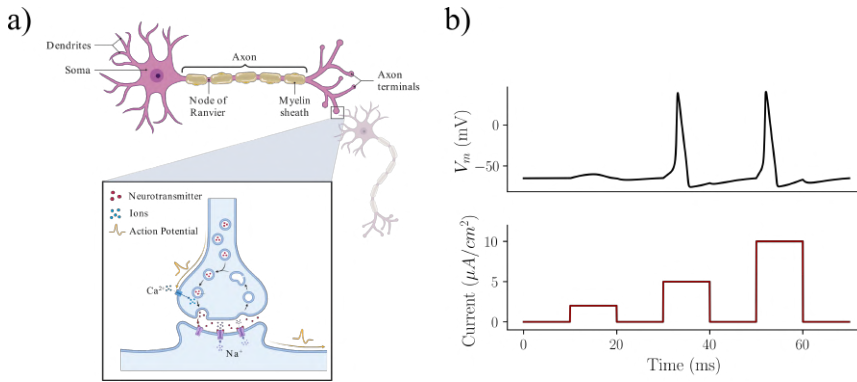 a)
Dendrites
Soma
Axon
Node of
Ranvier
Myelin
sheath
Axon
terminals
Neurotransmitter
Ions
Action Potential
Ca²⁺
Na⁺
b)
Vₘ (mV)
0
−50
Current (μA/cm²)
10
5
0
0
20
40
60
Time (ms)